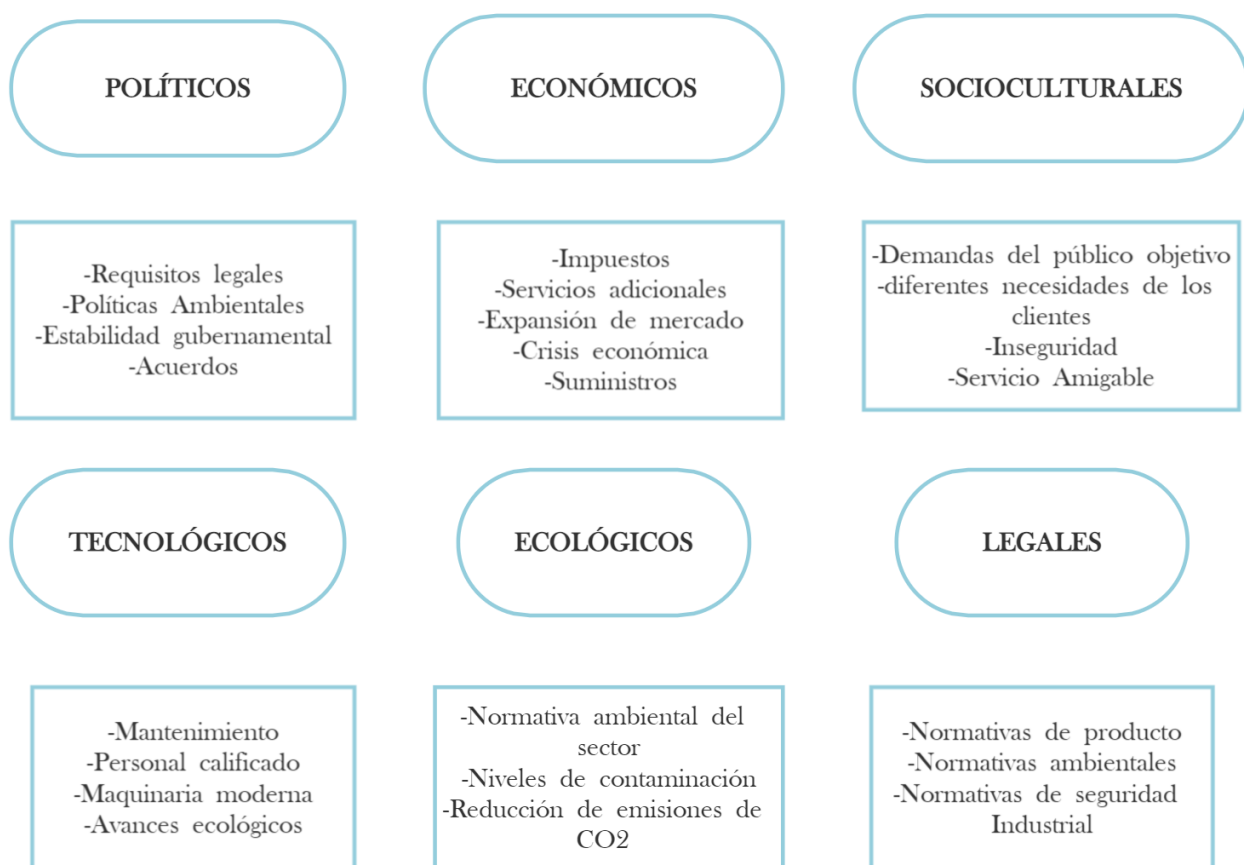 POLÍTICOS
ECONÓMICOS
SOCIOCULTURALES
-Requisitos legales
-Políticas Ambientales
-Estabilidad gubernamental
-Acuerdos
-Impuestos
-Servicios adicionales
-Expansión de mercado
-Crisis económica
-Suministros
-Demandas del público objetivo
-diferentes necesidades de los
clientes
-Inseguridad
-Servicio Amigable
TECNOLÓGICOS
ECOLÓGICOS
LEGALES
-Mantenimiento
-Personal calificado
-Maquinaria moderna
-Avances ecológicos
-Normativa ambiental del
sector
-Niveles de contaminación
-Reducción de emisiones de
CO2
-Normativas de producto
-Normativas ambientales
-Normativas de seguridad
Industrial